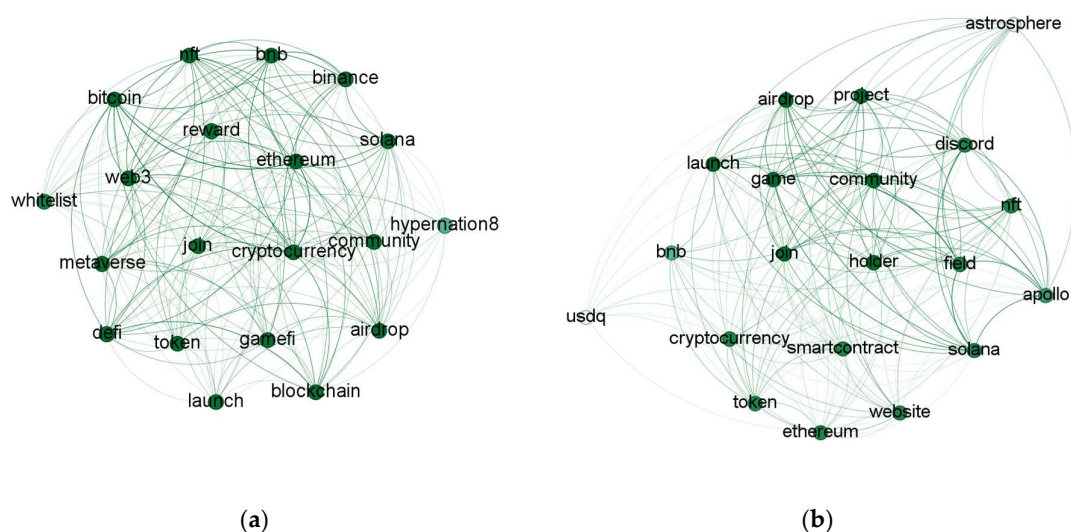 nft
bnb
binance
bitcoin
reward
solana
ethereum
web3
whitelist
hypernation8
join
cryptocurrency
community
metaverse
defi
token
gamefi
airdrop
launch
blockchain
(a)
astrosphere
airdrop
project
discord
launch
game
community
nft
bnb
join
holder
field
apollo
usdq
cryptocurrency
smartcontract
solana
token
website
ethereum
(b)